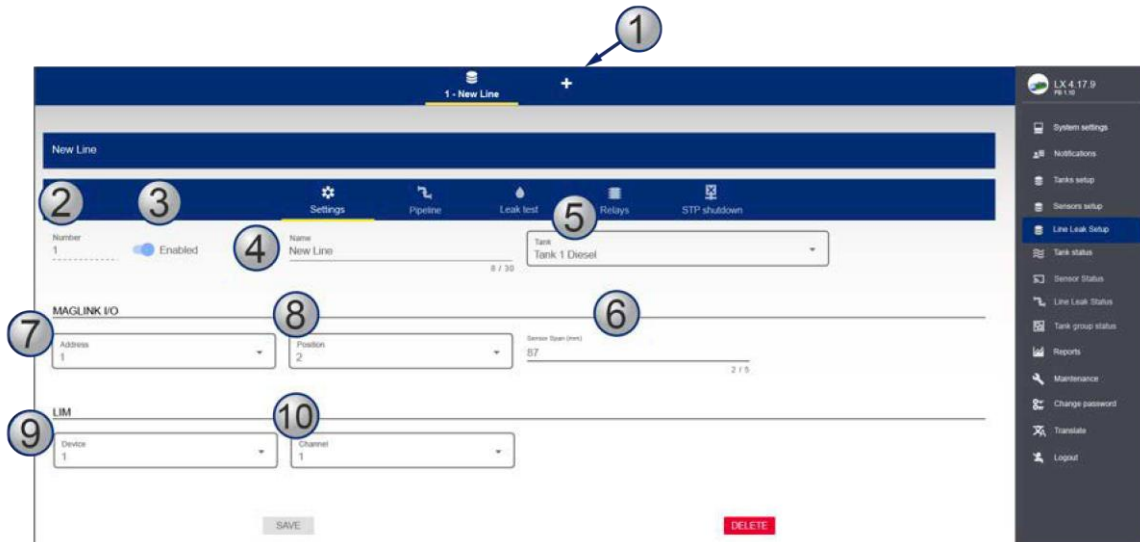 1
1 - New Line
+
LX 4.17.9
PB 1.10
System settings
Notifications
Tanks setup
Sensors setup
Line Leak Setup
Tank status
Sensor Status
Line Leak Status
Tank group status
Reports
Maintenance
Change password
Translate
Logout
New Line
2
3
Settings
Pipeline
Leak test
Relays
STP shutdown
5
Number
1
Enabled
4
Name
New Line
8 / 30
Tank
Tank 1 Diesel
MAGLINK I/O
7
8
6
Address
1
Position
2
Sensor Span (mm)
87
2 / 5
LIM
9
10
Device
1
Channel
1
SAVE
DELETE